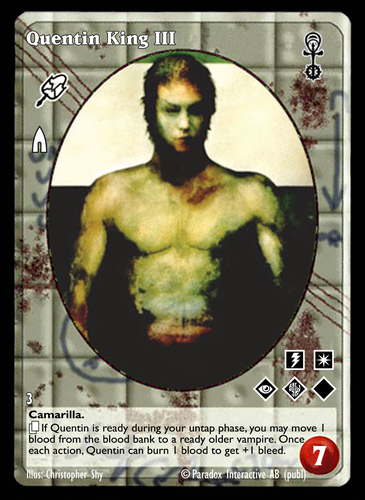 Quentin King III
3
Camarilla.
If Quentin is ready during your untap phase, you may move 1
blood from the blood bank to a ready older vampire. Once
each action, Quentin can burn 1 blood to get +1 bleed.
7
Illus: Christopher Shy
© Paradox Interactive AB (publ)